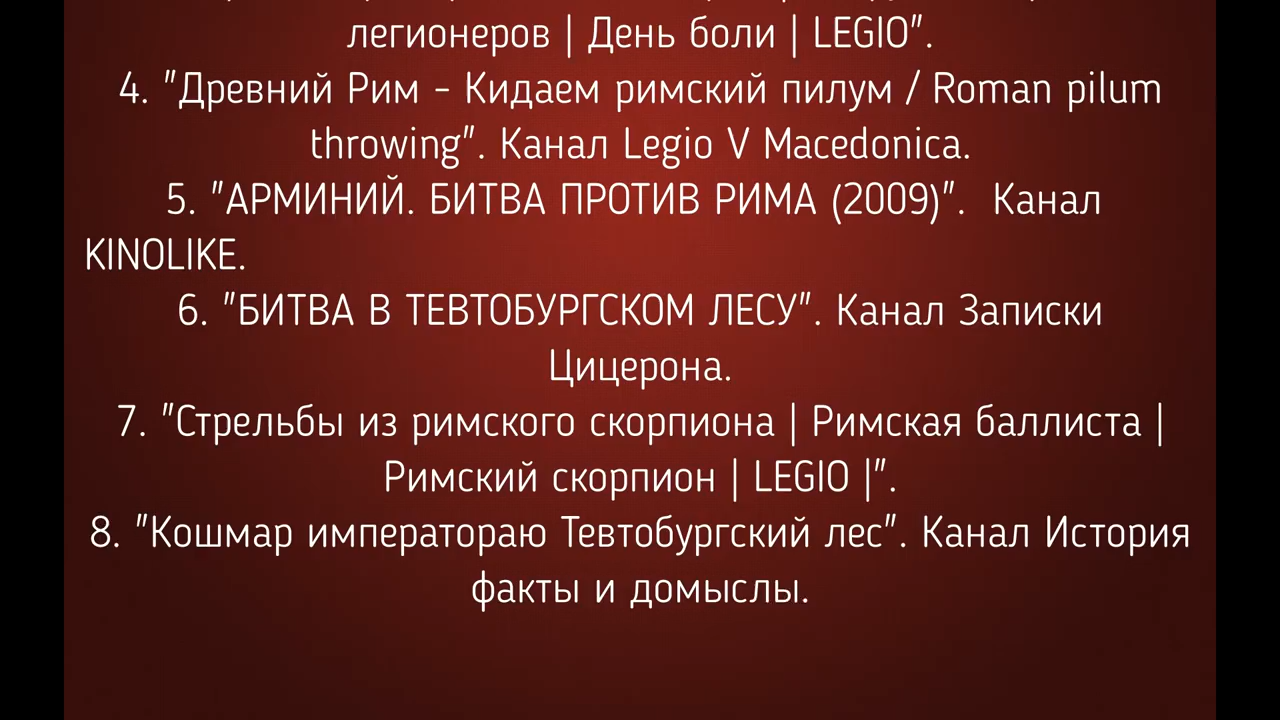 легионеров | День боли | LEGIO".
4. "Древний Рим - Кидаем римский пилум / Roman pilum
throwing". Канал Legio V Macedonica.
5. "АРМИНИЙ. БИТВА ПРОТИВ РИМА (2009)".  Канал
KINOLIKE.
6. "БИТВА В ТЕВТОБУРГСКОМ ЛЕСУ". Канал Записки
Цицерона.
7. "Стрельбы из римского скорпиона | Римская баллиста |
Римский скорпион | LEGIO |".
8. "Кошмар императораю Тевтобургский лес". Канал История
факты и домыслы.